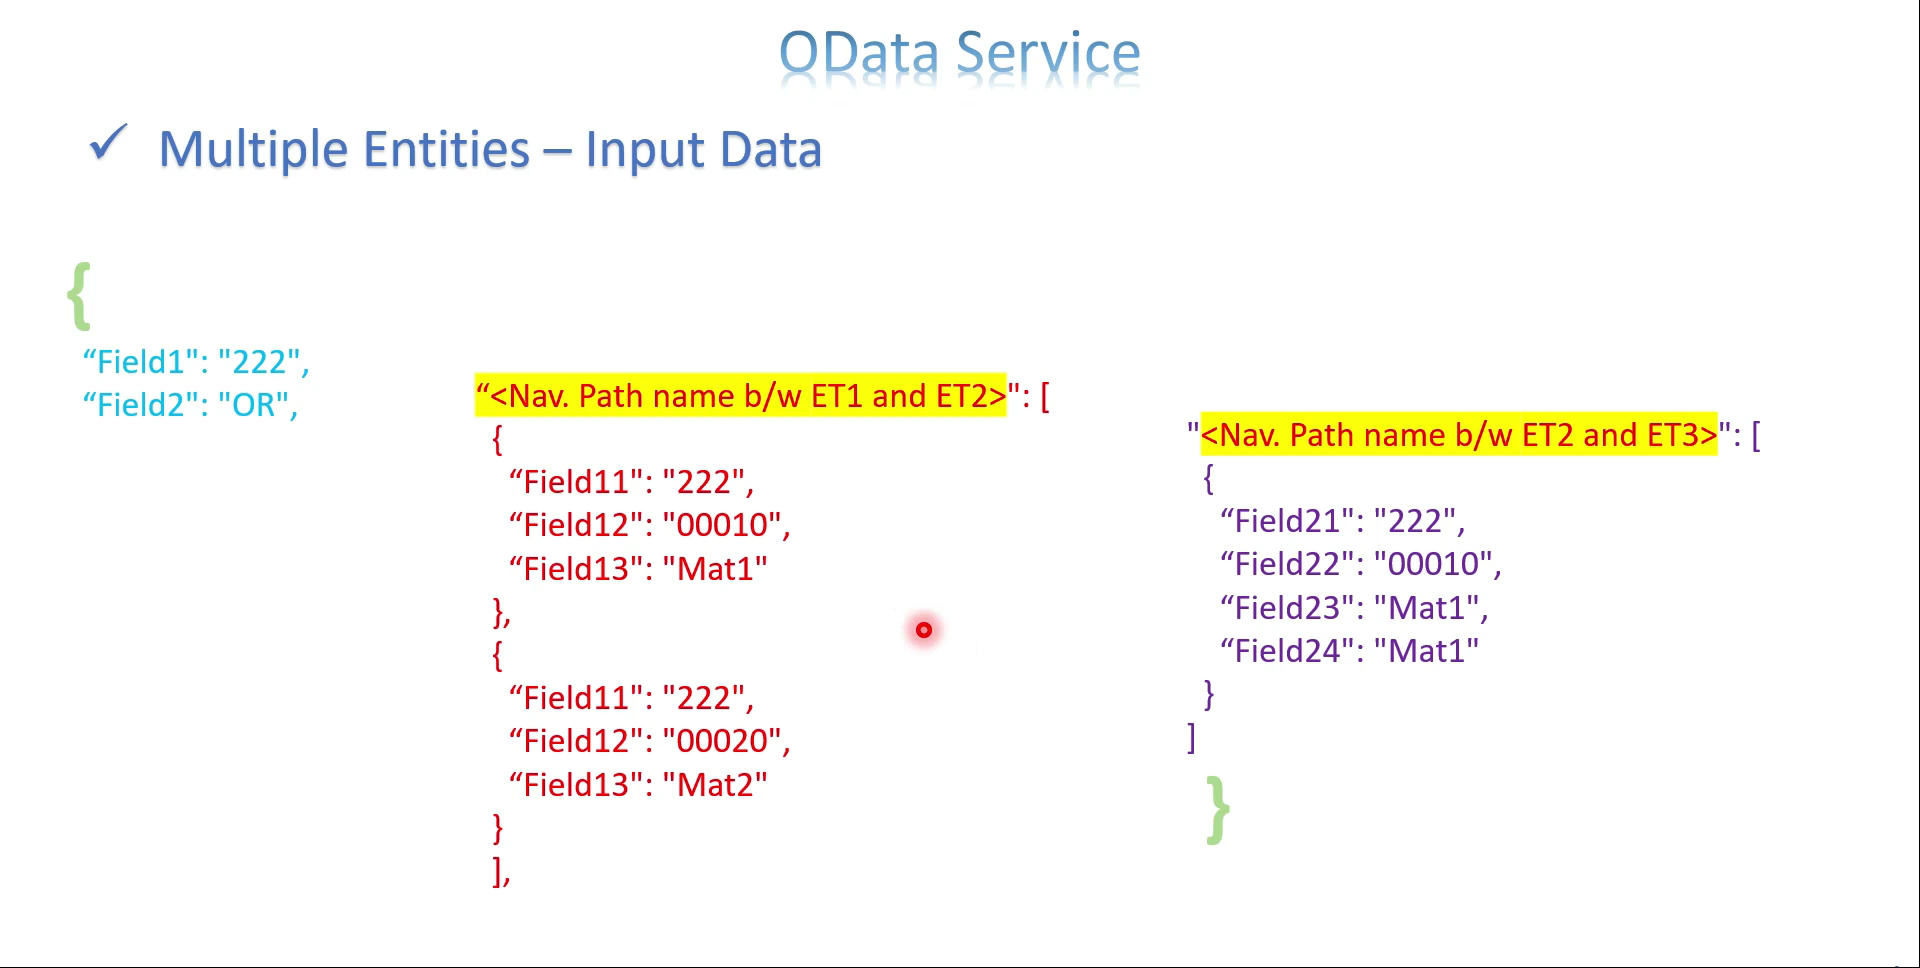 OData Service
✓ Multiple Entities – Input Data
{
“Field1": "222",
“Field2": "OR",
“<Nav. Path name b/w ET1 and ET2>": [
{
“Field11": "222",
“Field12": "00010",
“Field13": "Mat1"
},
{
“Field11": "222",
“Field12": "00020",
“Field13": "Mat2"
}
],
"<Nav. Path name b/w ET2 and ET3>": [
{
“Field21": "222",
“Field22": "00010",
“Field23": "Mat1",
“Field24": "Mat1"
}
]
}